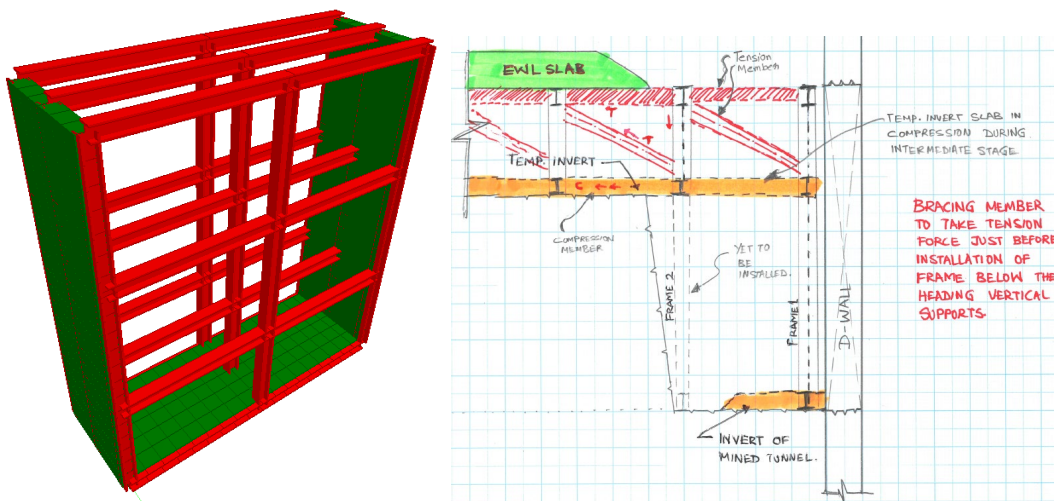 EWL SLAB
Tension
Member
TEMP. INVERT SLAB IN
COMPRESSION DURING
INTERMEDIATE STAGE
T
T
TEMP. INVERT
C
COMPRESSION
MEMBER
YET TO
BE
INSTALLED.
FRAME 2
FRAME 1
D-WALL
BRACING MEMBER
TO TAKE TENSION
FORCE JUST BEFORE
INSTALLATION OF
FRAME BELOW THE
HEADING VERTICAL
SUPPORTS
INVERT OF
MINED TUNNEL.